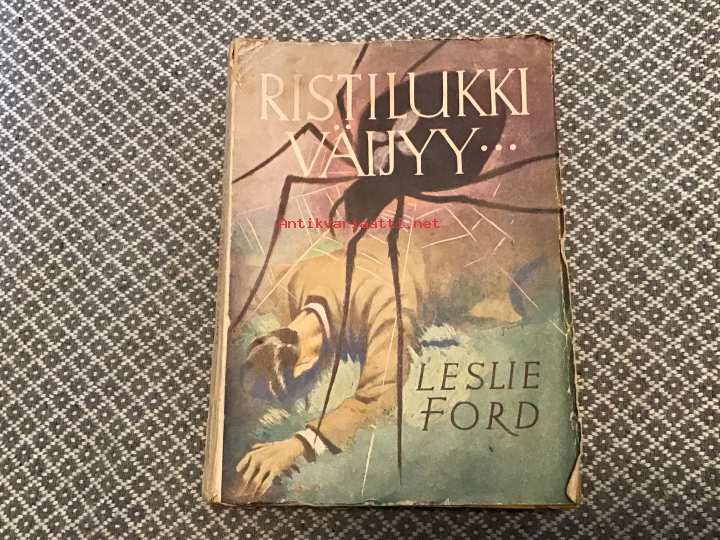 RISTILUKKI
VÄIJYY...
Antikvariaatti.net
LESLIE
FORD